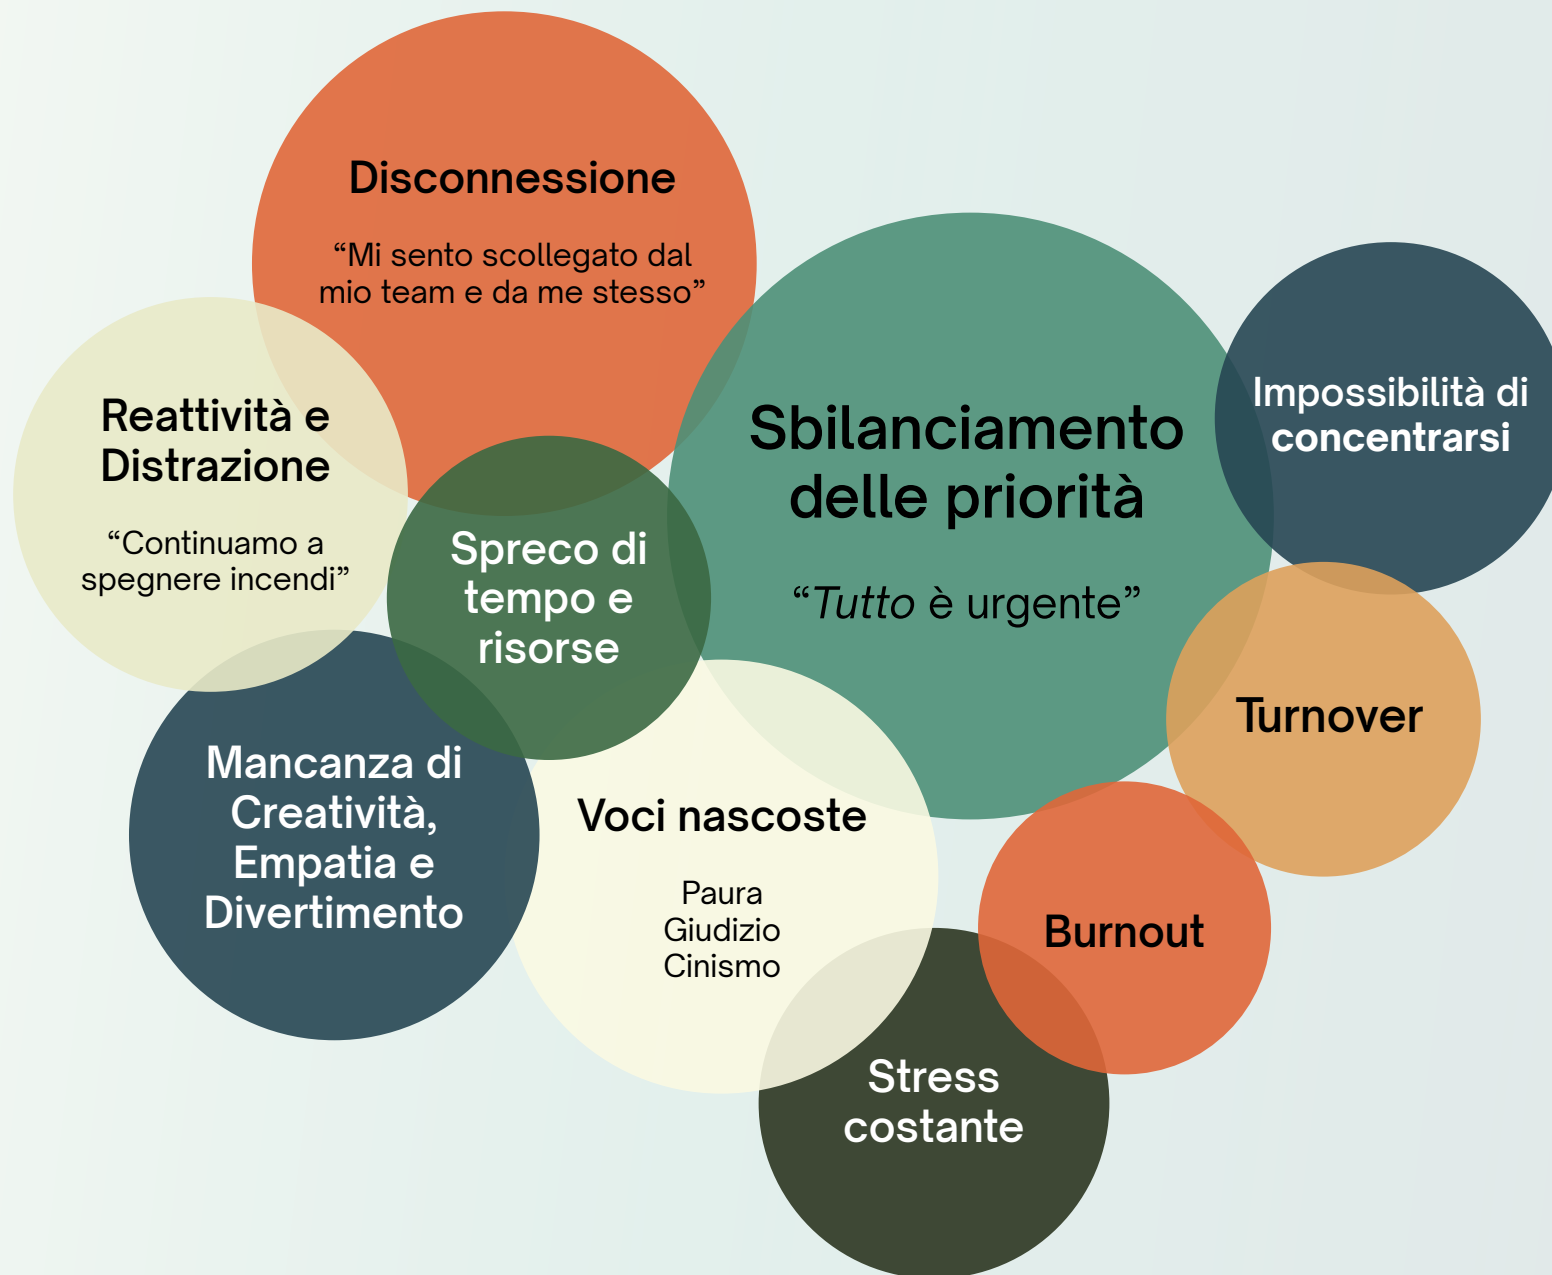 Disconnessione
“Mi sento scollegato dal
mio team e da me stesso”
Reattività e
Distrazione
“Continuamo a
spegnere incendi”
Spreco di
tempo e
risorse
Sbilanciamento
delle priorità
“Tutto è urgente”
Impossibilità di
concentrarsi
Turnover
Mancanza di
Creatività,
Empatia e
Divertimento
Voci nascoste
Paura
Giudizio
Cinismo
Burnout
Stress
costante